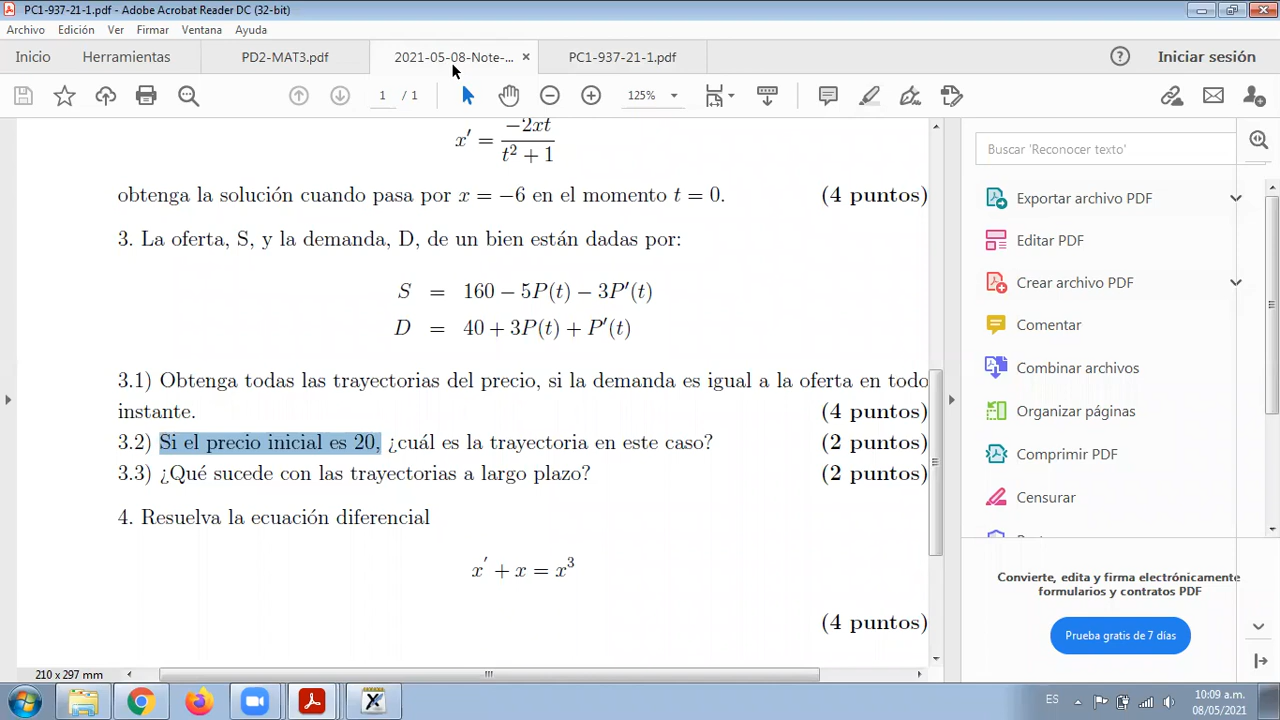 PC1-937-21-1.pdf - Adobe Acrobat Reader DC (32-bit)
Archivo Edición Ver Firmar Ventana Ayuda
Inicio Herramientas PD2-MAT3.pdf 2021-05-08-Note-... × PC1-937-21-1.pdf Iniciar sesión
1 / 1 125%
x′ = −2xt / t² + 1
obtenga la solución cuando pasa por x = −6 en el momento t = 0. (4 puntos)
3. La oferta, S, y la demanda, D, de un bien están dadas por:
S = 160 − 5P(t) − 3P′(t)
D = 40 + 3P(t) + P′(t)
3.1) Obtenga todas las trayectorias del precio, si la demanda es igual a la oferta en todo
instante. (4 puntos)
3.2) Si el precio inicial es 20, ¿cuál es la trayectoria en este caso? (2 puntos)
3.3) ¿Qué sucede con las trayectorias a largo plazo? (2 puntos)
4. Resuelva la ecuación diferencial
x′ + x = x³
(4 puntos)
210 x 297 mm
Buscar 'Reconocer texto'
Exportar archivo PDF
Editar PDF
Crear archivo PDF
Comentar
Combinar archivos
Organizar páginas
Comprimir PDF
Censurar
Convierte, edita y firma electrónicamente
formularios y contratos PDF
Prueba gratis de 7 días
ES
10:09 a.m.
08/05/2021